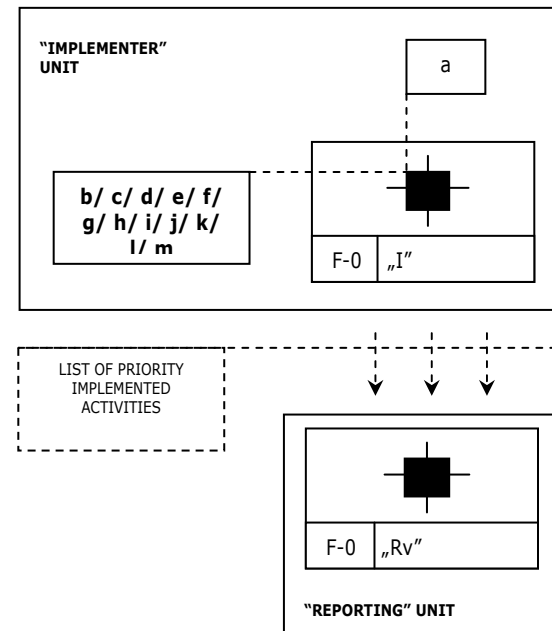 “IMPLEMENTER”
UNIT
a
b/ c/ d/ e/ f/
g/ h/ i/ j/ k/
l/ m
F-0 „I”
LIST OF PRIORITY
IMPLEMENTED
ACTIVITIES
F-0 „Rv”
“REPORTING” UNIT